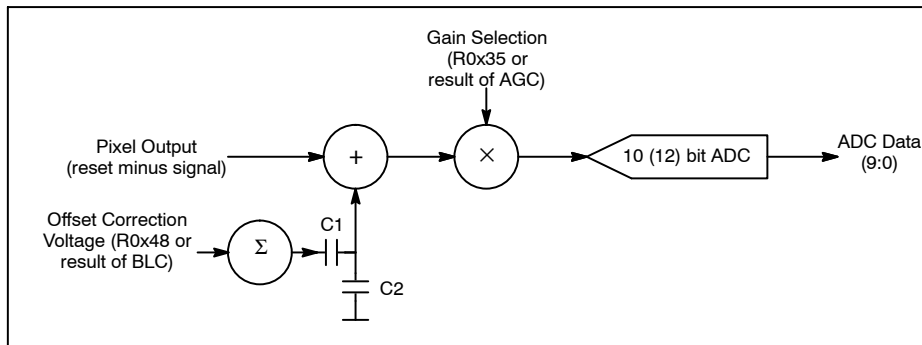 Gain Selection
(R0x35 or
result of AGC)
Pixel Output
(reset minus signal)
+
×
10 (12) bit ADC
ADC Data
(9:0)
Offset Correction
Voltage (R0x48 or
result of BLC)
Σ
C1
C2